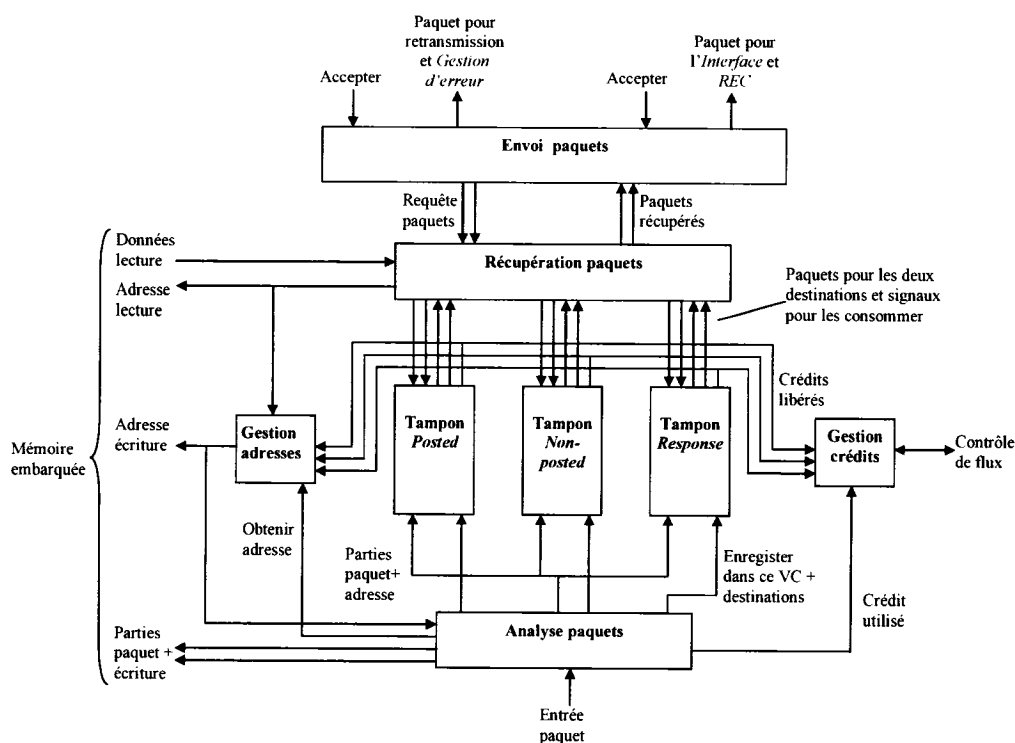 Paquet pour
retransmission
et Gestion
d'erreur
Paquet pour
l'Interface et
REC
Accepter
Accepter
Envoi paquets
Requête
paquets
Paquets
récupérés
Données
lecture
Récupération paquets
Adresse
lecture
Paquets pour les deux
destinations et signaux
pour les consommer
Crédits
libérés
Mémoire
embarquée
Adresse
écriture
Gestion
adresses
Tampon
Posted
Tampon
Non-
posted
Tampon
Response
Gestion
crédits
Contrôle
de flux
Obtenir
adresse
Parties
paquet+
adresse
Enregister
dans ce VC +
destinations
Crédit
utilisé
Analyse paquets
Parties
paquet +
écriture
Entrée
paquet